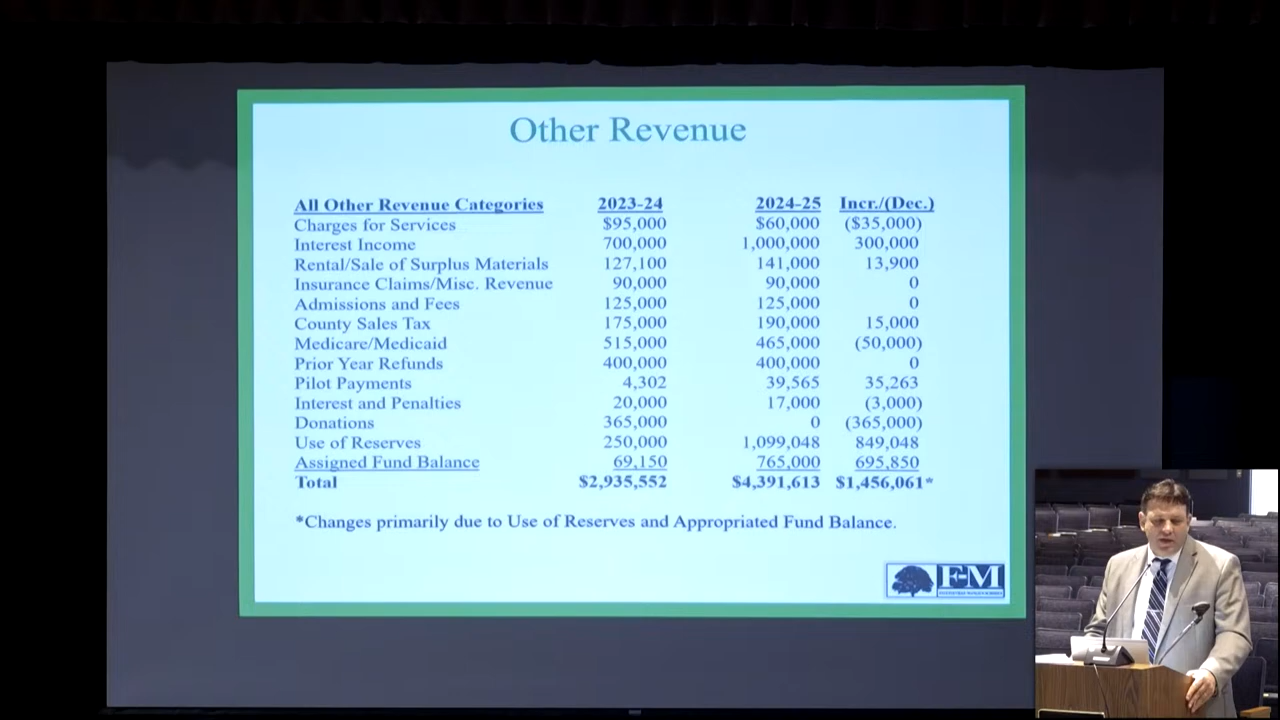 Other Revenue
All Other Revenue Categories 2023-24 2024-25 Incr./(Dec.)
Charges for Services $95,000 $60,000 ($35,000)
Interest Income 700,000 1,000,000 300,000
Rental/Sale of Surplus Materials 127,100 141,000 13,900
Insurance Claims/Misc. Revenue 90,000 90,000 0
Admissions and Fees 125,000 125,000 0
County Sales Tax 175,000 190,000 15,000
Medicare/Medicaid 515,000 465,000 (50,000)
Prior Year Refunds 400,000 400,000 0
Pilot Payments 4,302 39,565 35,263
Interest and Penalties 20,000 17,000 (3,000)
Donations 365,000 0 (365,000)
Use of Reserves 250,000 1,099,048 849,048
Assigned Fund Balance 69,150 765,000 695,850
Total $2,935,552 $4,391,613 $1,456,061*
*Changes primarily due to Use of Reserves and Appropriated Fund Balance.
F-M